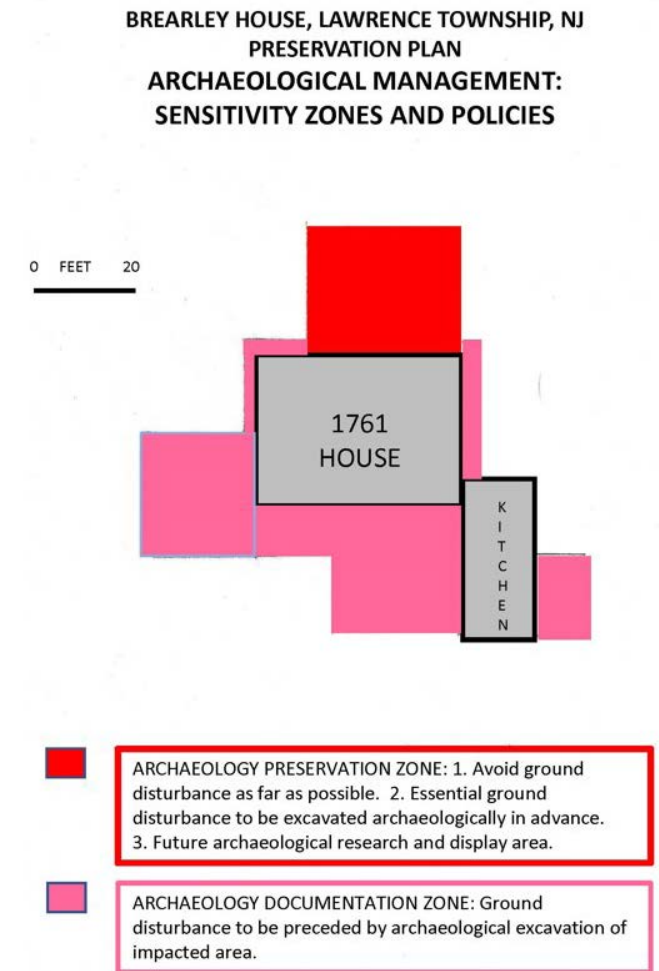 BREARLEY HOUSE, LAWRENCE TOWNSHIP, NJ
PRESERVATION PLAN
ARCHAEOLOGICAL MANAGEMENT:
SENSITIVITY ZONES AND POLICIES
0 FEET 20
1761
HOUSE
K
I
T
C
H
E
N
ARCHAEOLOGY PRESERVATION ZONE: 1. Avoid ground
disturbance as far as possible. 2. Essential ground
disturbance to be excavated archaeologically in advance.
3. Future archaeological research and display area.
ARCHAEOLOGY DOCUMENTATION ZONE: Ground
disturbance to be preceded by archaeological excavation of
impacted area.